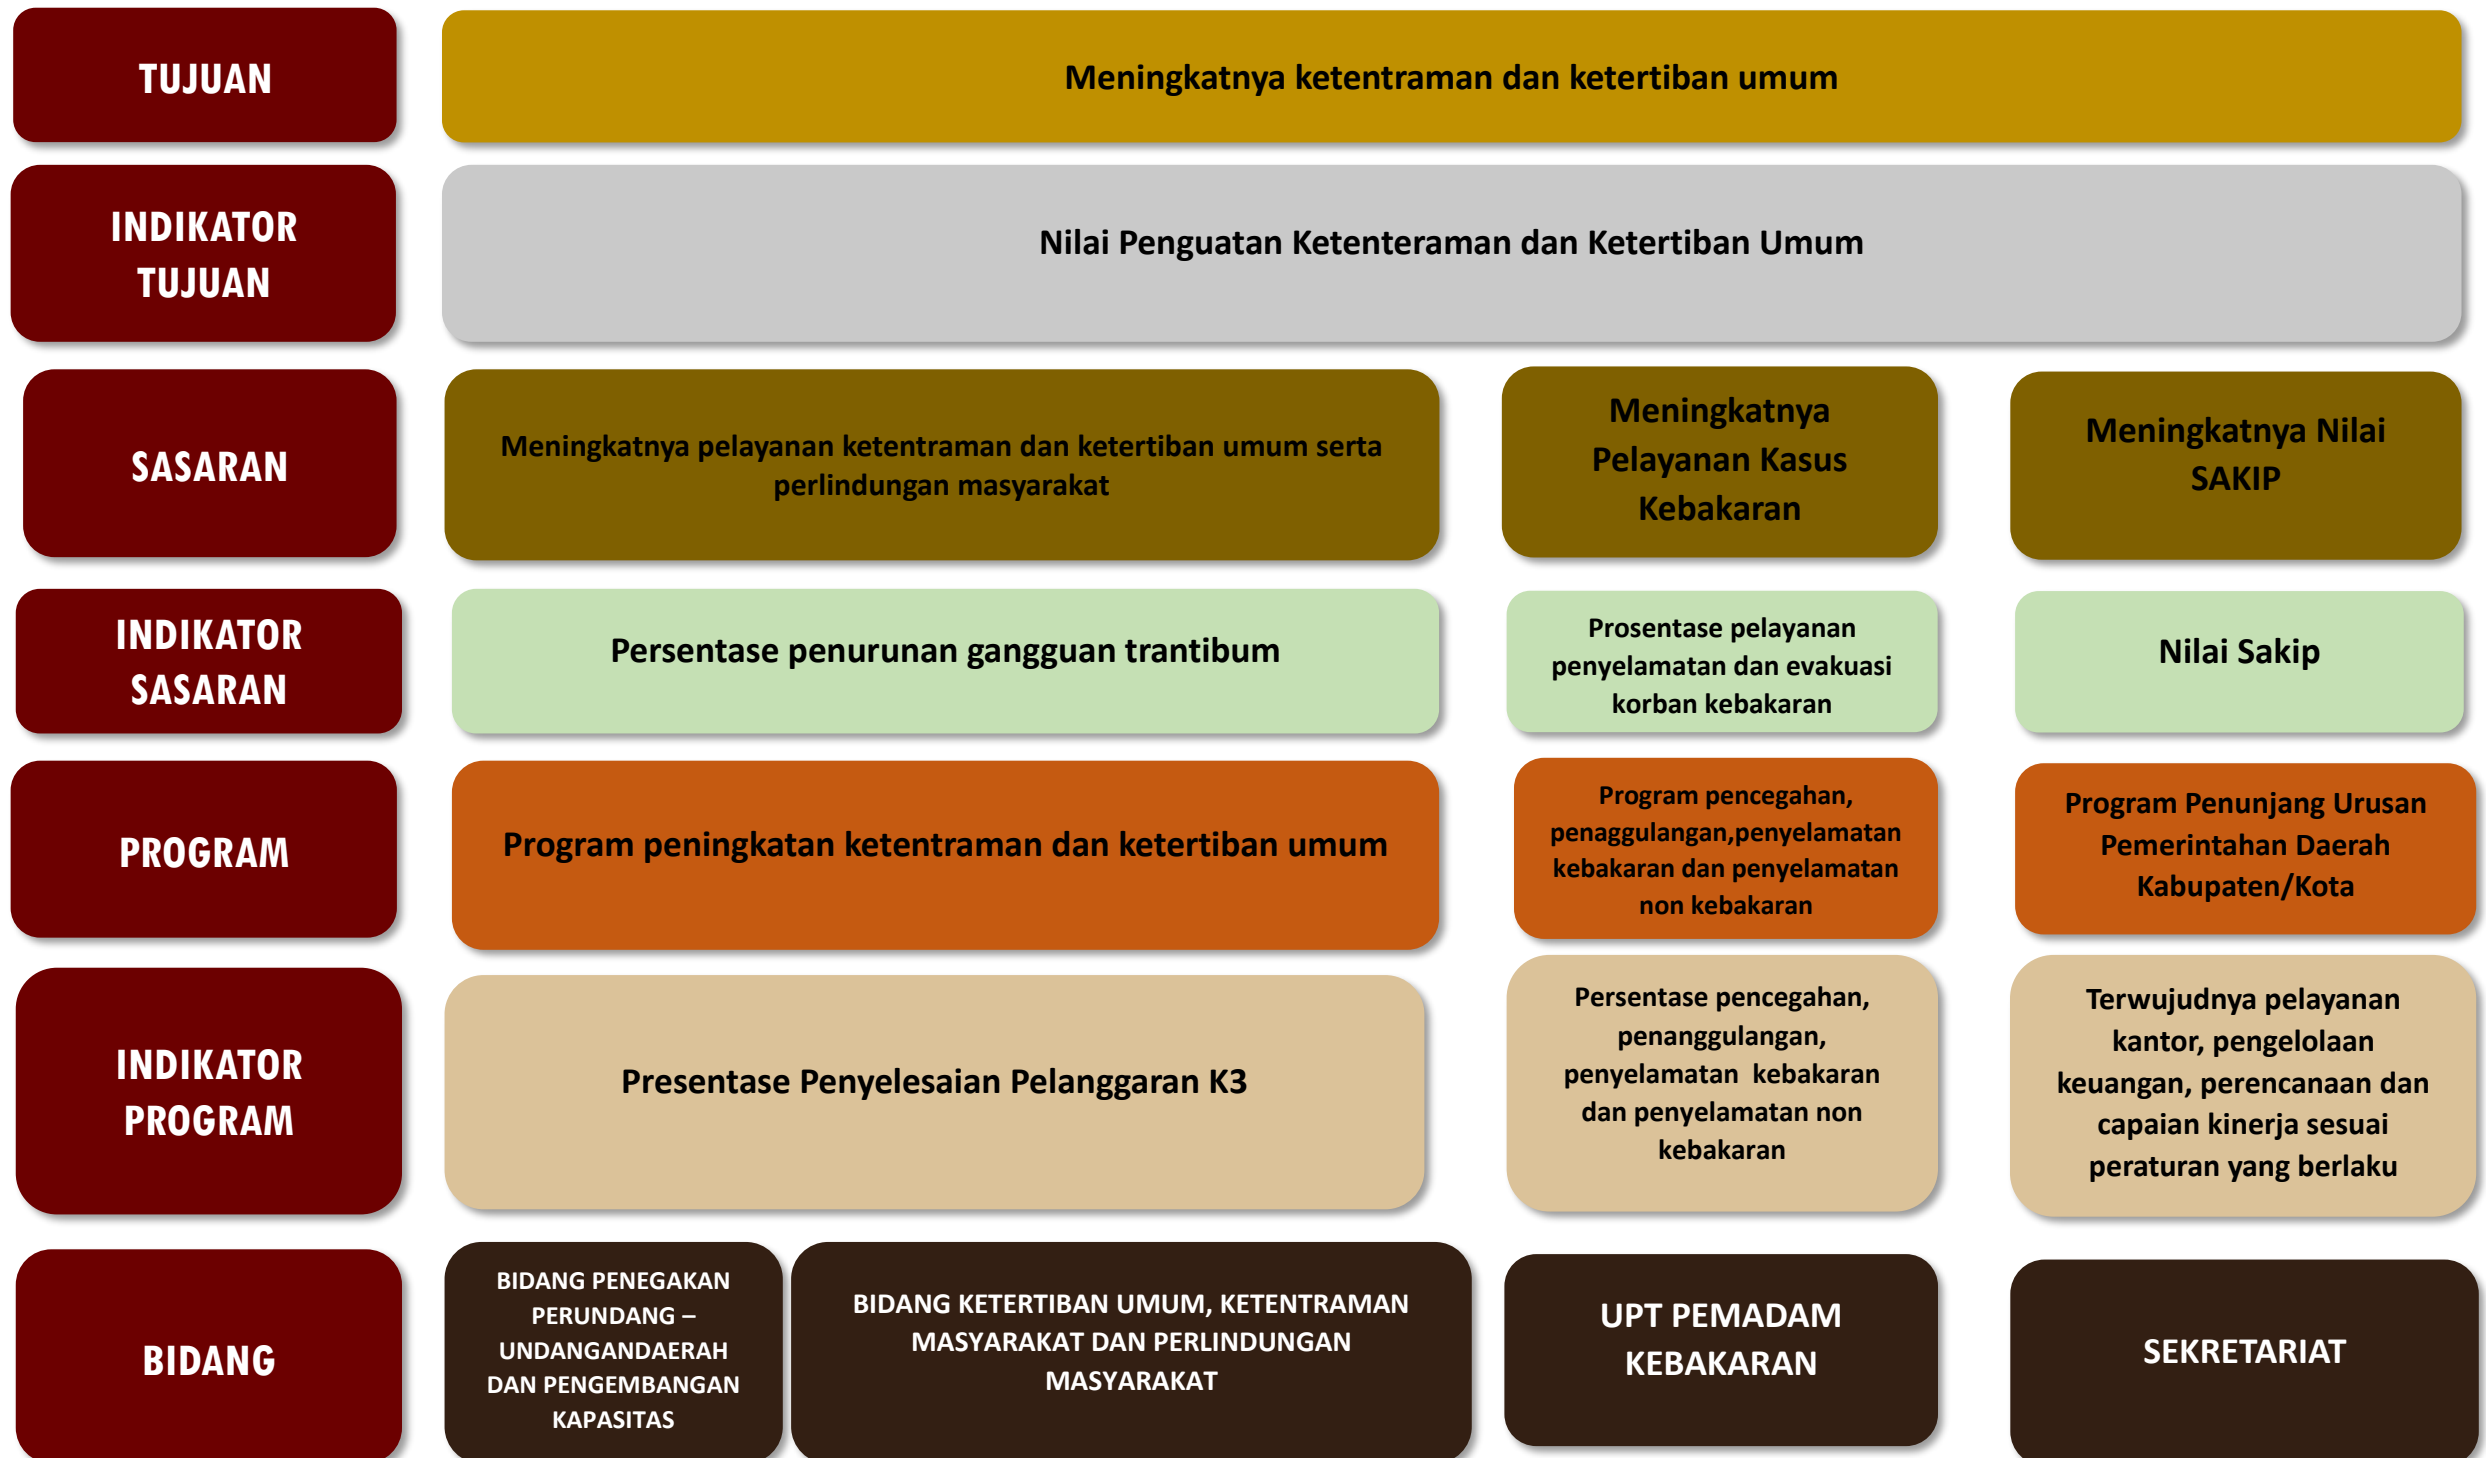 TUJUAN
Meningkatnya ketentraman dan ketertiban umum
INDIKATOR
TUJUAN
Nilai Penguatan Ketenteraman dan Ketertiban Umum
SASARAN
Meningkatnya pelayanan ketentraman dan ketertiban umum serta
perlindungan masyarakat
Meningkatnya
Pelayanan Kasus
Kebakaran
Meningkatnya Nilai
SAKIP
INDIKATOR
SASARAN
Persentase penurunan gangguan trantibum
Prosentase pelayanan
penyelamatan dan evakuasi
korban kebakaran
Nilai Sakip
PROGRAM
Program peningkatan ketentraman dan ketertiban umum
Program pencegahan,
penaggulangan,penyelamatan
kebakaran dan penyelamatan
non kebakaran
Program Penunjang Urusan
Pemerintahan Daerah
Kabupaten/Kota
INDIKATOR
PROGRAM
Presentase Penyelesaian Pelanggaran K3
Persentase pencegahan,
penanggulangan,
penyelamatan kebakaran
dan penyelamatan non
kebakaran
Terwujudnya pelayanan
kantor, pengelolaan
keuangan, perencanaan dan
capaian kinerja sesuai
peraturan yang berlaku
BIDANG
BIDANG PENEGAKAN
PERUNDANG –
UNDANGANDAERAH
DAN PENGEMBANGAN
KAPASITAS
BIDANG KETERTIBAN UMUM, KETENTRAMAN
MASYARAKAT DAN PERLINDUNGAN
MASYARAKAT
UPT PEMADAM
KEBAKARAN
SEKRETARIAT